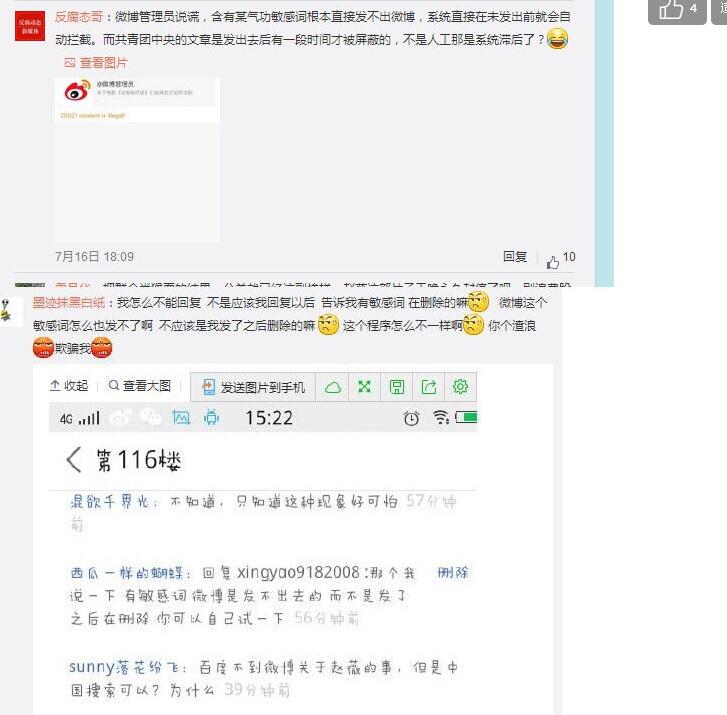 4
反腐动态
新媒体
反腐动态哥：微博管理员说谎，含有某气功敏感词根本直接发不出微博，系统直接在未发出前就会自
动拦截。而共青团中央的文章是发出去后有一段时间才被屏蔽的，不是人工那是系统滞后了？
查看图片
@微博管理员
20021 content is illegal!
7月16日 18:09
回复
10
墨迹抹黑白纸：我怎么不能回复 不是应该我回复以后 告诉我有敏感词 在删除的嘛 微博这个
敏感词怎么也发不了啊 不应该是我发了之后删除的嘛 这个程序怎么不一样啊 你个渣浪
欺骗我
收起 查看大图 发送图片到手机
4G 15:22
第116楼
混欲千界光：不知道，只知道这种现象好可怕 57分钟
前
西瓜一样的蝴蝶：回复 xingyao9182008:那个我 删除
说一下 有敏感词 微博是发不出去的 而不是发了
之后在删除 你可以自己试一下 56分钟前
sunny落花纷飞：百度不到微博关于赵薇的事，但是中
国搜索可以？为什么 39分钟前